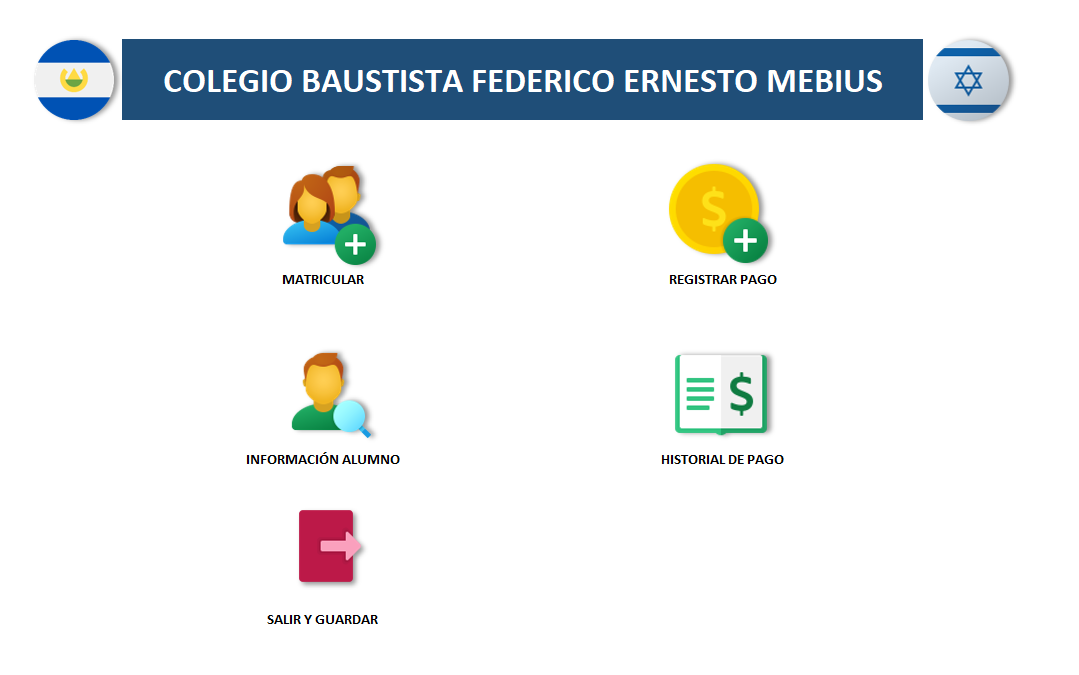 COLEGIO BAUSTISTA FEDERICO ERNESTO MEBIUS
MATRICULAR
REGISTRAR PAGO
INFORMACIÓN ALUMNO
HISTORIAL DE PAGO
SALIR Y GUARDAR